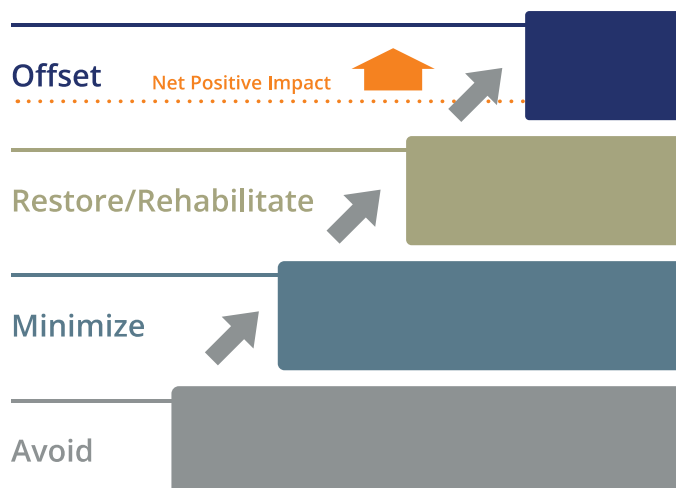 Offset
Net Positive Impact
Restore/Rehabilitate
Minimize
Avoid